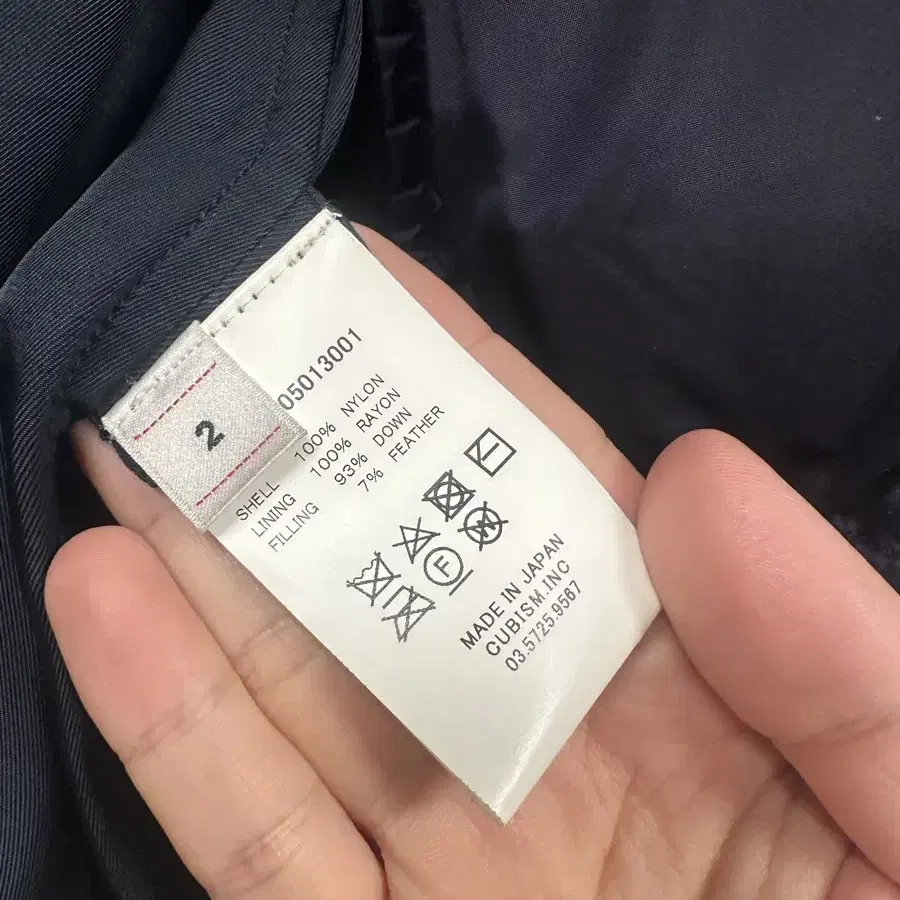 2
05013001
SHELL 100% NYLON
LINING 100% RAYON
FILLING 93% DOWN
7% FEATHER
F
W
MADE IN JAPAN
CUBISM.INC
03.5725.9567